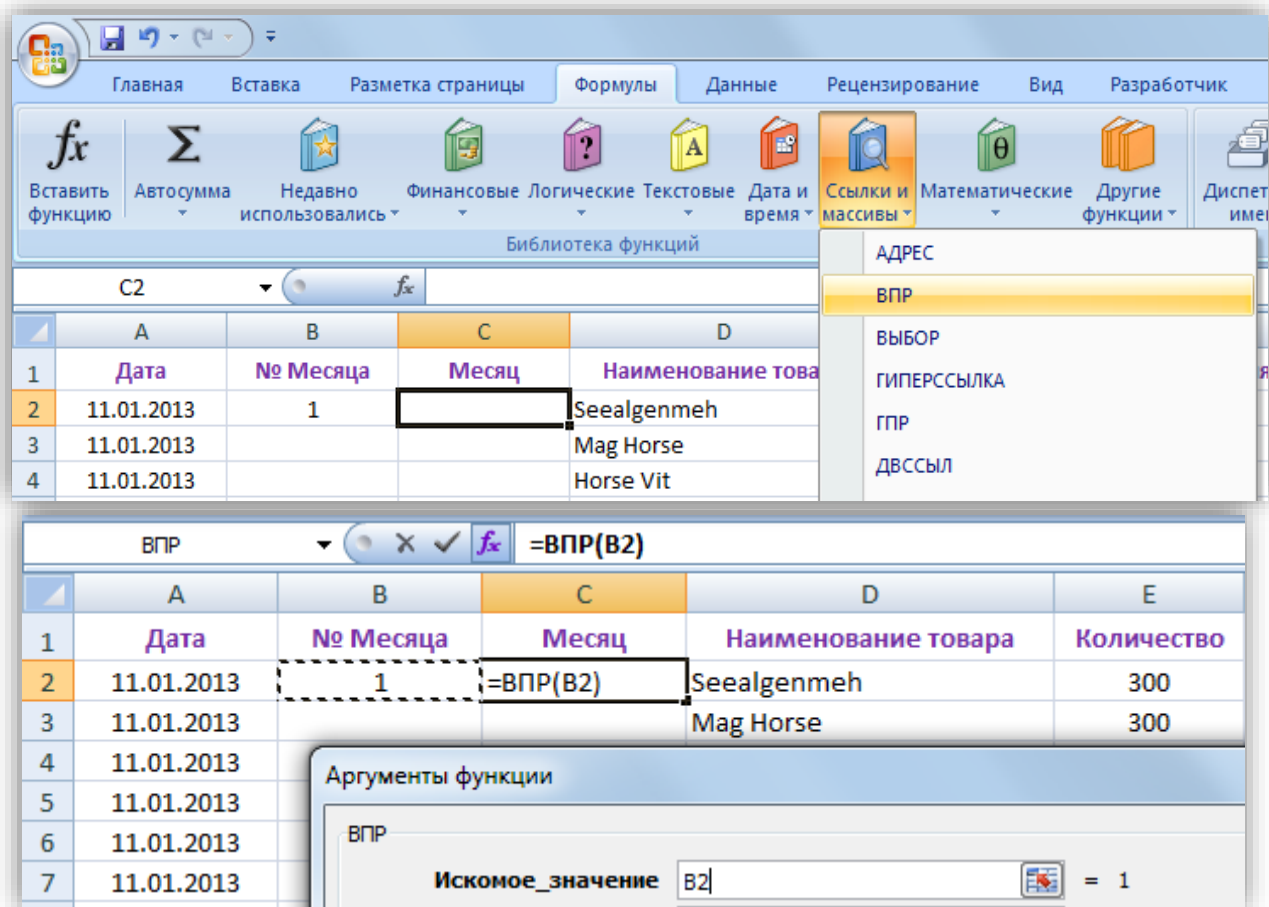 Главная Вставка Разметка страницы Формулы Данные Рецензирование Вид Разработчик
fx Σ ? A θ
Вставить функцию Автосумма Недавно использовались Финансовые Логические Текстовые Дата и время Ссылки и массивы Математические Другие функции
Библиотека функций
АДРЕС
ВПР
ВЫБОР
ГИПЕРССЫЛКА
ГПР
ДВССЫЛ
C2 fx
A B C D
1 Дата № Месяца Месяц Наименование
2 11.01.2013 1 Seealgenmeh
3 11.01.2013 Mag Horse
4 11.01.2013 Horse Vit
ВПР fx =ВПР(B2)
A B C D E
1 Дата № Месяца Месяц Наименование товара Количество
2 11.01.2013 1 =ВПР(B2) Seealgenmeh 300
3 11.01.2013 Mag Horse 300
4 11.01.2013
5 11.01.2013
6 11.01.2013
7 11.01.2013
Аргументы функции
ВПР
Искомое_значение B2 = 1